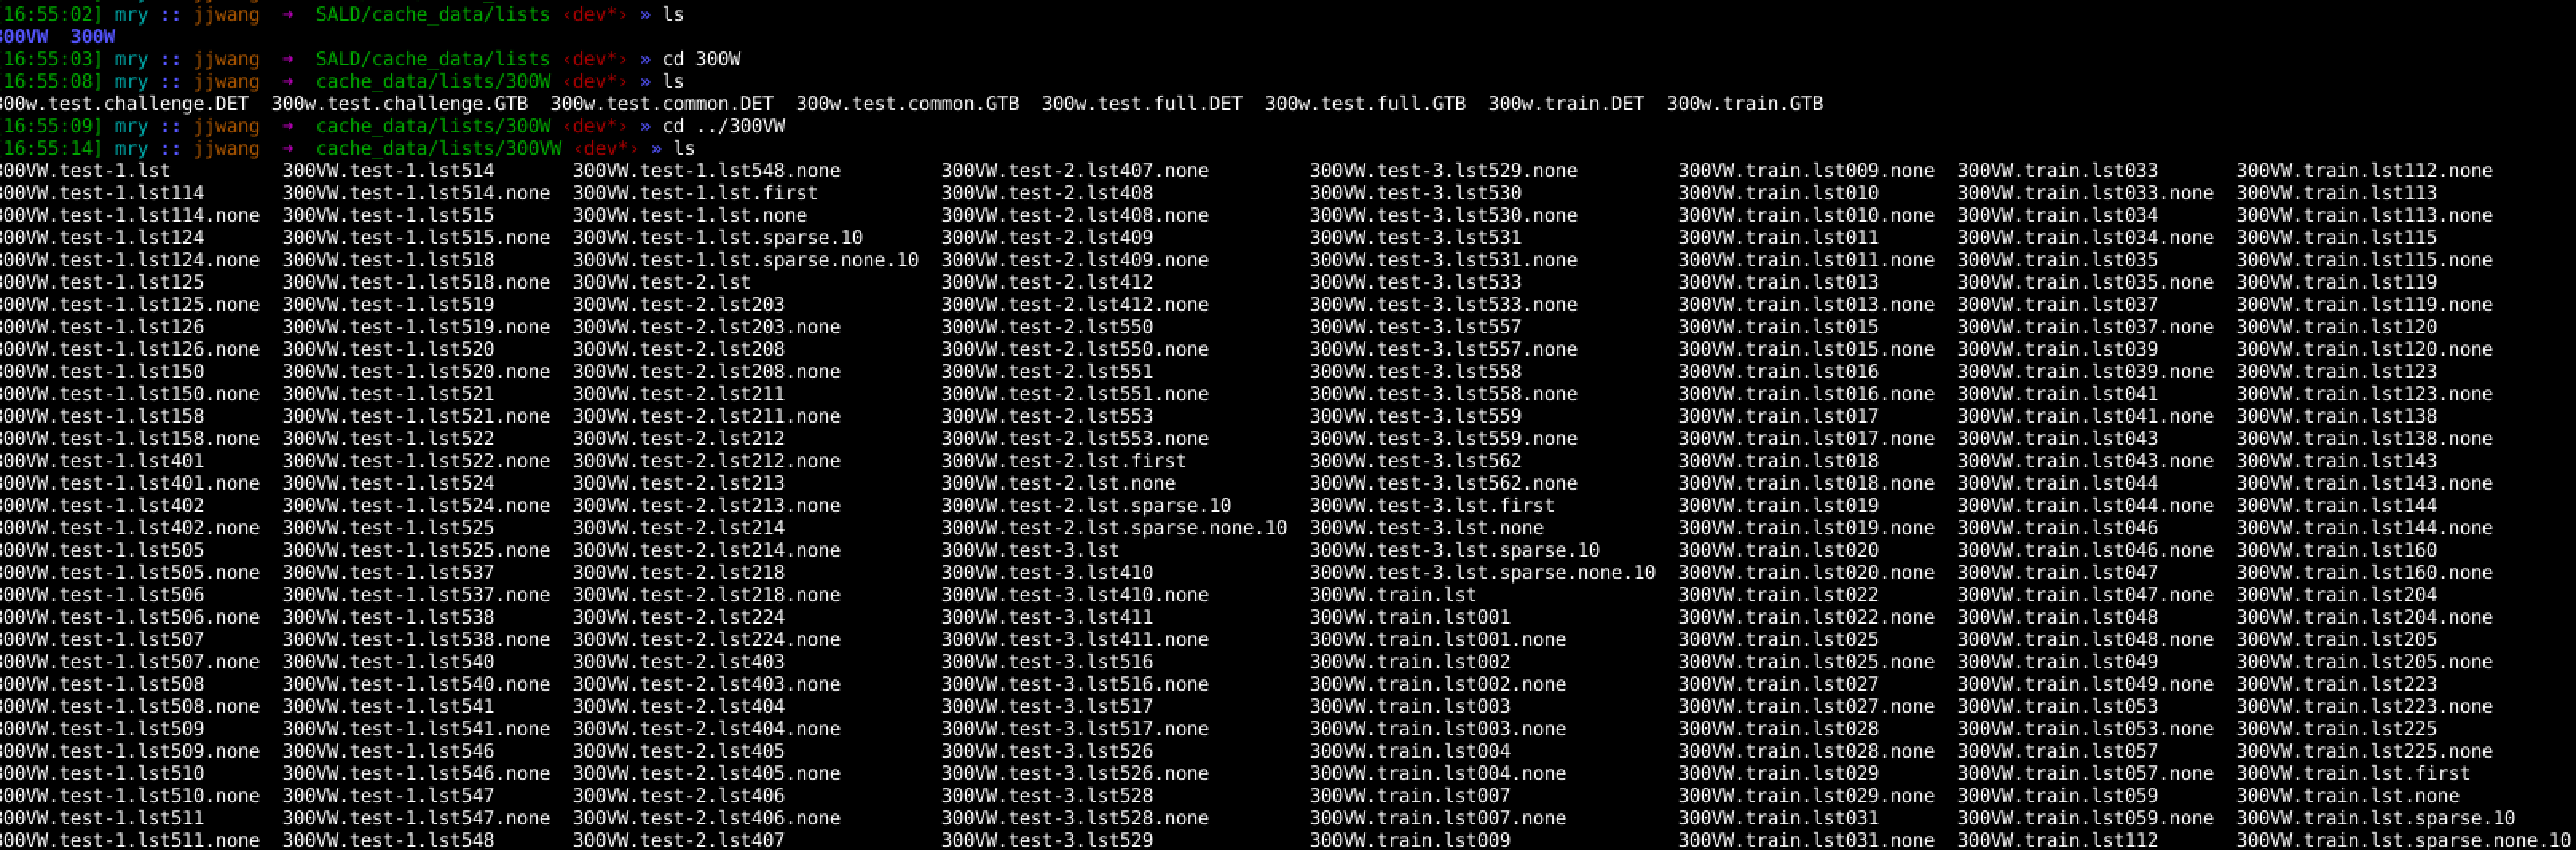 [16:55:02] mry :: jjwang → SALD/cache_data/lists ‹dev*› » ls
300VW 300W
[16:55:03] mry :: jjwang → SALD/cache_data/lists ‹dev*› » cd 300W
[16:55:08] mry :: jjwang → cache_data/lists/300W ‹dev*› » ls
300w.test.challenge.DET 300w.test.challenge.GTB 300w.test.common.DET 300w.test.common.GTB 300w.test.full.DET 300w.test.full.GTB 300w.train.DET 300w.train.GTB
[16:55:09] mry :: jjwang → cache_data/lists/300W ‹dev*› » cd ../300VW
[16:55:14] mry :: jjwang → cache_data/lists/300VW ‹dev*› » ls
300VW.test-1.lst 300VW.test-1.lst514 300VW.test-1.lst548.none 300VW.test-2.lst407.none 300VW.test-3.lst529.none 300VW.train.lst009.none 300VW.train.lst033 300VW.train.lst112.none
300VW.test-1.lst114 300VW.test-1.lst514.none 300VW.test-1.lst.first 300VW.test-2.lst408 300VW.test-3.lst530 300VW.train.lst010 300VW.train.lst033.none 300VW.train.lst113
300VW.test-1.lst114.none 300VW.test-1.lst515 300VW.test-1.lst.none 300VW.test-2.lst408.none 300VW.test-3.lst530.none 300VW.train.lst010.none 300VW.train.lst034 300VW.train.lst113.none
300VW.test-1.lst124 300VW.test-1.lst515.none 300VW.test-1.lst.sparse.10 300VW.test-2.lst409 300VW.test-3.lst531 300VW.train.lst011 300VW.train.lst034.none 300VW.train.lst115
300VW.test-1.lst124.none 300VW.test-1.lst518 300VW.test-1.lst.sparse.none.10 300VW.test-2.lst409.none 300VW.test-3.lst531.none 300VW.train.lst011.none 300VW.train.lst035 300VW.train.lst115.none
300VW.test-1.lst125 300VW.test-1.lst518.none 300VW.test-2.lst 300VW.test-2.lst412 300VW.test-3.lst533 300VW.train.lst013 300VW.train.lst035.none 300VW.train.lst119
300VW.test-1.lst125.none 300VW.test-1.lst519 300VW.test-2.lst203 300VW.test-2.lst412.none 300VW.test-3.lst533.none 300VW.train.lst013.none 300VW.train.lst037 300VW.train.lst119.none
300VW.test-1.lst126 300VW.test-1.lst519.none 300VW.test-2.lst203.none 300VW.test-2.lst550 300VW.test-3.lst557 300VW.train.lst015 300VW.train.lst037.none 300VW.train.lst120
300VW.test-1.lst126.none 300VW.test-1.lst520 300VW.test-2.lst208 300VW.test-2.lst550.none 300VW.test-3.lst557.none 300VW.train.lst015.none 300VW.train.lst039 300VW.train.lst120.none
300VW.test-1.lst150 300VW.test-1.lst520.none 300VW.test-2.lst208.none 300VW.test-2.lst551 300VW.test-3.lst558 300VW.train.lst016 300VW.train.lst039.none 300VW.train.lst123
300VW.test-1.lst150.none 300VW.test-1.lst521 300VW.test-2.lst211 300VW.test-2.lst551.none 300VW.test-3.lst558.none 300VW.train.lst016.none 300VW.train.lst041 300VW.train.lst123.none
300VW.test-1.lst158 300VW.test-1.lst521.none 300VW.test-2.lst211.none 300VW.test-2.lst553 300VW.test-3.lst559 300VW.train.lst017 300VW.train.lst041.none 300VW.train.lst138
300VW.test-1.lst158.none 300VW.test-1.lst522 300VW.test-2.lst212 300VW.test-2.lst553.none 300VW.test-3.lst559.none 300VW.train.lst017.none 300VW.train.lst043 300VW.train.lst138.none
300VW.test-1.lst401 300VW.test-1.lst522.none 300VW.test-2.lst212.none 300VW.test-2.lst.first 300VW.test-3.lst562 300VW.train.lst018 300VW.train.lst043.none 300VW.train.lst143
300VW.test-1.lst401.none 300VW.test-1.lst524 300VW.test-2.lst213 300VW.test-2.lst.none 300VW.test-3.lst562.none 300VW.train.lst018.none 300VW.train.lst044 300VW.train.lst143.none
300VW.test-1.lst402 300VW.test-1.lst524.none 300VW.test-2.lst213.none 300VW.test-2.lst.sparse.10 300VW.test-3.lst.first 300VW.train.lst019 300VW.train.lst044.none 300VW.train.lst144
300VW.test-1.lst402.none 300VW.test-1.lst525 300VW.test-2.lst214 300VW.test-2.lst.sparse.none.10 300VW.test-3.lst.none 300VW.train.lst019.none 300VW.train.lst046 300VW.train.lst144.none
300VW.test-1.lst505 300VW.test-1.lst525.none 300VW.test-2.lst214.none 300VW.test-3.lst 300VW.test-3.lst.sparse.10 300VW.train.lst020 300VW.train.lst046.none 300VW.train.lst160
300VW.test-1.lst505.none 300VW.test-1.lst537 300VW.test-2.lst218 300VW.test-3.lst410 300VW.test-3.lst.sparse.none.10 300VW.train.lst020.none 300VW.train.lst047 300VW.train.lst160.none
300VW.test-1.lst506 300VW.test-1.lst537.none 300VW.test-2.lst218.none 300VW.test-3.lst410.none 300VW.train.lst 300VW.train.lst022 300VW.train.lst047.none 300VW.train.lst204
300VW.test-1.lst506.none 300VW.test-1.lst538 300VW.test-2.lst224 300VW.test-3.lst411 300VW.train.lst001 300VW.train.lst022.none 300VW.train.lst048 300VW.train.lst204.none
300VW.test-1.lst507 300VW.test-1.lst538.none 300VW.test-2.lst224.none 300VW.test-3.lst411.none 300VW.train.lst001.none 300VW.train.lst025 300VW.train.lst048.none 300VW.train.lst205
300VW.test-1.lst507.none 300VW.test-1.lst540 300VW.test-2.lst403 300VW.test-3.lst516 300VW.train.lst002 300VW.train.lst025.none 300VW.train.lst049 300VW.train.lst205.none
300VW.test-1.lst508 300VW.test-1.lst540.none 300VW.test-2.lst403.none 300VW.test-3.lst516.none 300VW.train.lst002.none 300VW.train.lst027 300VW.train.lst049.none 300VW.train.lst223
300VW.test-1.lst508.none 300VW.test-1.lst541 300VW.test-2.lst404 300VW.test-3.lst517 300VW.train.lst003 300VW.train.lst027.none 300VW.train.lst053 300VW.train.lst223.none
300VW.test-1.lst509 300VW.test-1.lst541.none 300VW.test-2.lst404.none 300VW.test-3.lst517.none 300VW.train.lst003.none 300VW.train.lst028 300VW.train.lst053.none 300VW.train.lst225
300VW.test-1.lst509.none 300VW.test-1.lst546 300VW.test-2.lst405 300VW.test-3.lst526 300VW.train.lst004 300VW.train.lst028.none 300VW.train.lst057 300VW.train.lst225.none
300VW.test-1.lst510 300VW.test-1.lst546.none 300VW.test-2.lst405.none 300VW.test-3.lst526.none 300VW.train.lst004.none 300VW.train.lst029 300VW.train.lst057.none 300VW.train.lst.first
300VW.test-1.lst510.none 300VW.test-1.lst547 300VW.test-2.lst406 300VW.test-3.lst528 300VW.train.lst007 300VW.train.lst029.none 300VW.train.lst059 300VW.train.lst.none
300VW.test-1.lst511 300VW.test-1.lst547.none 300VW.test-2.lst406.none 300VW.test-3.lst528.none 300VW.train.lst007.none 300VW.train.lst031 300VW.train.lst059.none 300VW.train.lst.sparse.10
300VW.test-1.lst511.none 300VW.test-1.lst548 300VW.test-2.lst407 300VW.test-3.lst529 300VW.train.lst009 300VW.train.lst031.none 300VW.train.lst112 300VW.train.lst.sparse.none.10